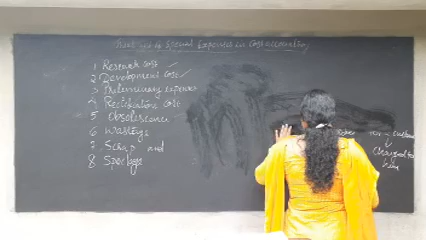 Treatment of Special Expenses in Cost accounting
1 Research cost ✓
2 Development cost ✓
3 Preliminary expenses
4 Rectification cost
5 Obsolescence
6 Wastage
7 Scrap and
8 Spoilage